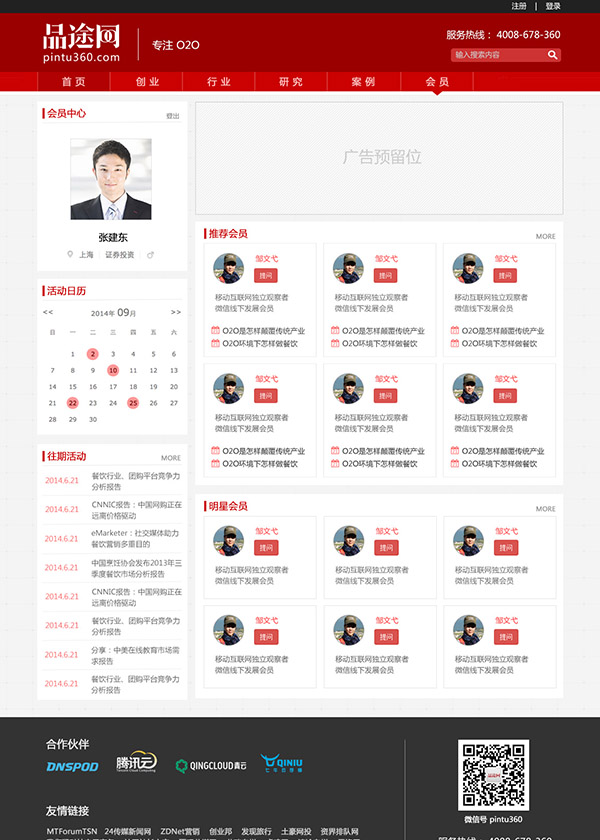 注册 | 登录
品途网
pintu360.com
专注 O2O
服务热线： 4008-678-360
输入搜索内容
首 页 创 业 行 业 研 究 案 例 会 员
会员中心
登出
张建东
上海 证券投资
活动日历
<< 2014年 09月 >>
日 一 二 三 四 五 六
1 2 3 4 5 6
7 8 9 10 11 12 13
14 15 16 17 18 19 20
21 22 23 24 25 26 27
28 29 30
往期活动
MORE
2014.6.21 餐饮行业、团购平台竞争力
分析报告
2014.6.21 CNNIC报告：中国网购正在
远离价格驱动
2014.6.21 eMarketer：社交媒体助力
餐饮营销多重目的
2014.6.21 中国烹饪协会发布2013年三
季度餐饮市场分析报告
2014.6.21 CNNIC报告：中国网购正在
远离价格驱动
2014.6.21 餐饮行业、团购平台竞争力
分析报告
2014.6.21 分享：中美在线教育市场需
求报告
2014.6.21 餐饮行业、团购平台竞争力
分析报告
广告预留位
推荐会员
MORE
邹文弋 邹文弋 邹文弋
提问 提问 提问
移动互联网独立观察者 移动互联网独立观察者 移动互联网独立观察者
微信线下发展会员 微信线下发展会员 微信线下发展会员
O2O是怎样颠覆传统产业 O2O是怎样颠覆传统产业 O2O是怎样颠覆传统产业
O2O环境下怎样做餐饮 O2O环境下怎样做餐饮 O2O环境下怎样做餐饮
邹文弋 邹文弋 邹文弋
提问 提问 提问
移动互联网独立观察者 移动互联网独立观察者 移动互联网独立观察者
微信线下发展会员 微信线下发展会员 微信线下发展会员
O2O是怎样颠覆传统产业 O2O是怎样颠覆传统产业 O2O是怎样颠覆传统产业
O2O环境下怎样做餐饮 O2O环境下怎样做餐饮 O2O环境下怎样做餐饮
明星会员
MORE
邹文弋 邹文弋 邹文弋
提问 提问 提问
移动互联网独立观察者 移动互联网独立观察者 移动互联网独立观察者
微信线下发展会员 微信线下发展会员 微信线下发展会员
邹文弋 邹文弋 邹文弋
提问 提问 提问
移动互联网独立观察者 移动互联网独立观察者 移动互联网独立观察者
微信线下发展会员 微信线下发展会员 微信线下发展会员
合作伙伴
DNSPOD 腾讯云 QINGCLOUD青云 QINIU
Tencent Cloud Computing 七牛云存储
微信号 pintu360
友情链接
MTForumTSN 24传媒新闻网 ZDNet营销 创业邦 发现旅行 土豪网投 资界排队网